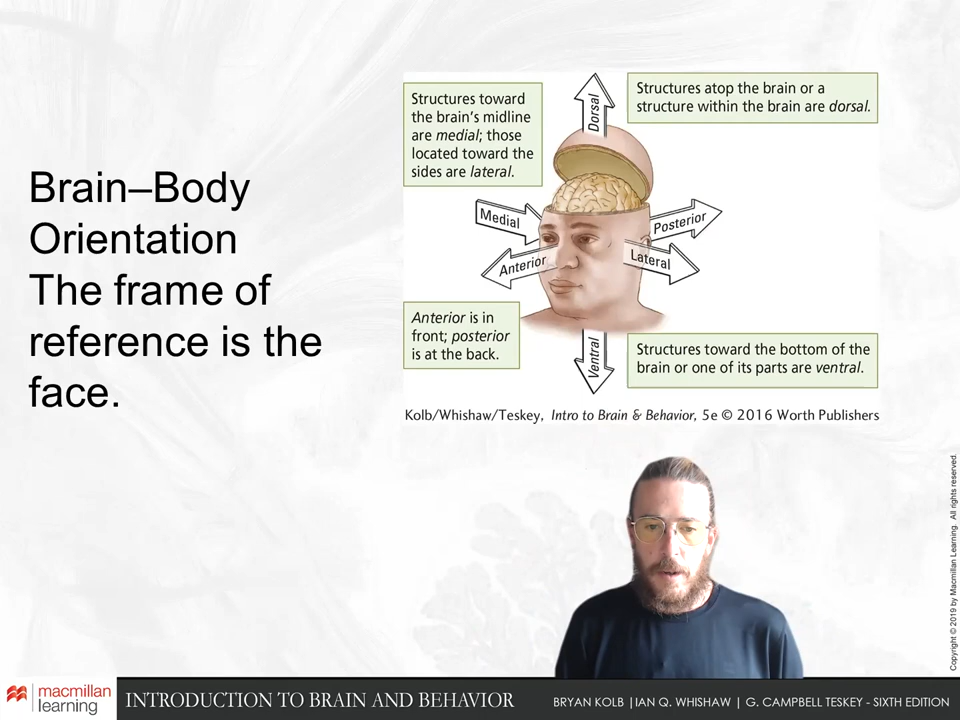 Brain–Body
Orientation
The frame of
reference is the
face.
Structures toward
the brain's midline
are medial; those
located toward the
sides are lateral.
Dorsal
Structures atop the brain or a
structure within the brain are dorsal.
Medial
Posterior
Anterior
Lateral
Anterior is in
front; posterior
is at the back.
Ventral
Structures toward the bottom of the
brain or one of its parts are ventral.
Kolb/Whishaw/Teskey, Intro to Brain & Behavior, 5e © 2016 Worth Publishers
Copyright © 2019 by Macmillan Learning. All rights reserved.
macmillan
learning
INTRODUCTION TO BRAIN AND BEHAVIOR
BRYAN KOLB |IAN Q. WHISHAW | G. CAMPBELL TESKEY - SIXTH EDITION